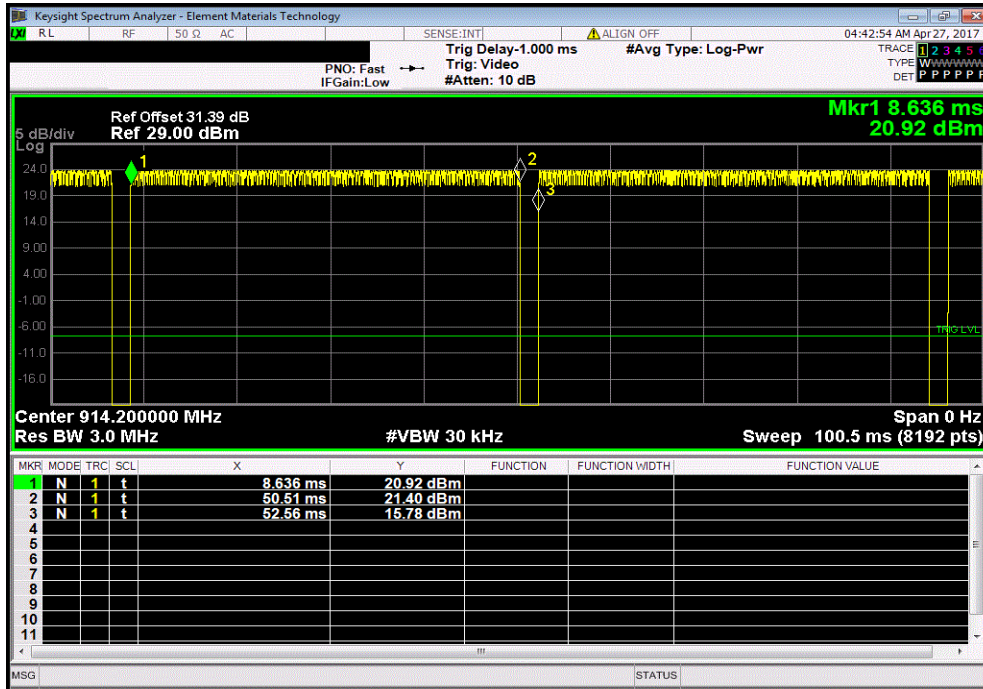 Keysight Spectrum Analyzer - Element Materials Technology
LXI RL RF 50 Ω AC SENSE:INT ALIGN OFF 04:42:54 AM Apr 27, 2017
Trig Delay-1.000 ms #Avg Type: Log-Pwr TRACE 1 2 3 4 5 6
PNO: Fast Trig: Video TYPE WWWWWW
IFGain:Low #Atten: 10 dB DET P P P P P P
Mkr1 8.636 ms
20.92 dBm
Ref Offset 31.39 dB
5 dB/div Ref 29.00 dBm
Log
1
2
3
24.0
19.0
14.0
9.00
4.00
-1.00
-6.00
TRIG LVL
-11.0
-16.0
Center 914.200000 MHz Span 0 Hz
Res BW 3.0 MHz #VBW 30 kHz Sweep 100.5 ms (8192 pts)
MKR MODE TRC SCL X Y FUNCTION FUNCTION WIDTH FUNCTION VALUE
1 N 1 t 8.636 ms 20.92 dBm
2 N 1 t 50.51 ms 21.40 dBm
3 N 1 t 52.56 ms 15.78 dBm
4
5
6
7
8
9
10
11
MSG STATUS